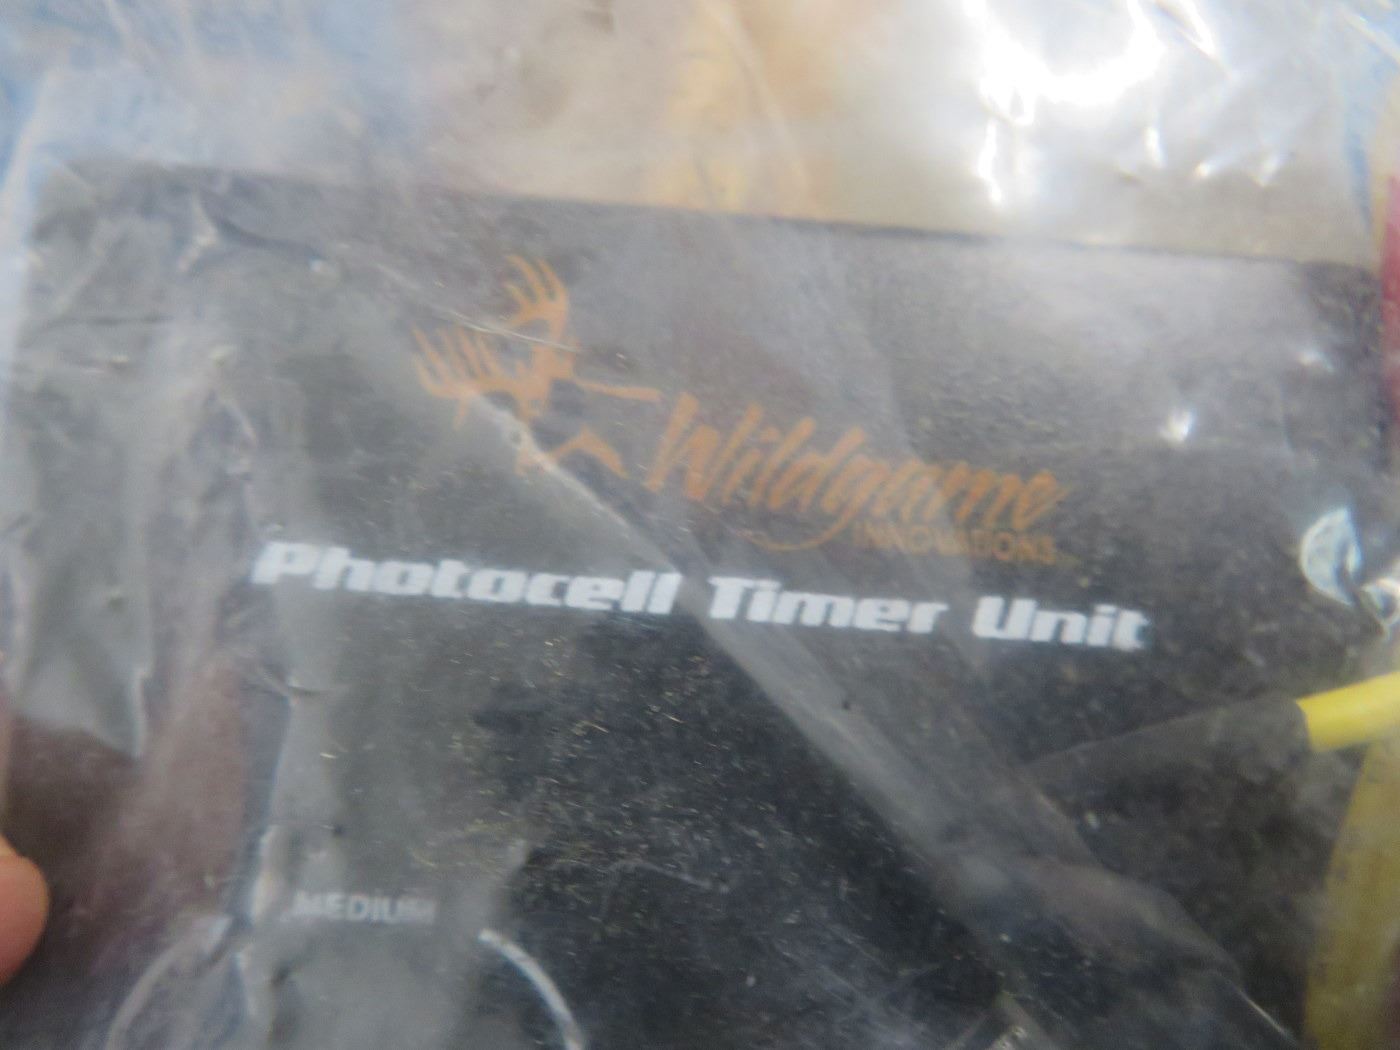 Wildgame
INNOVATIONS
Photocell Timer Unit
MEDIUM